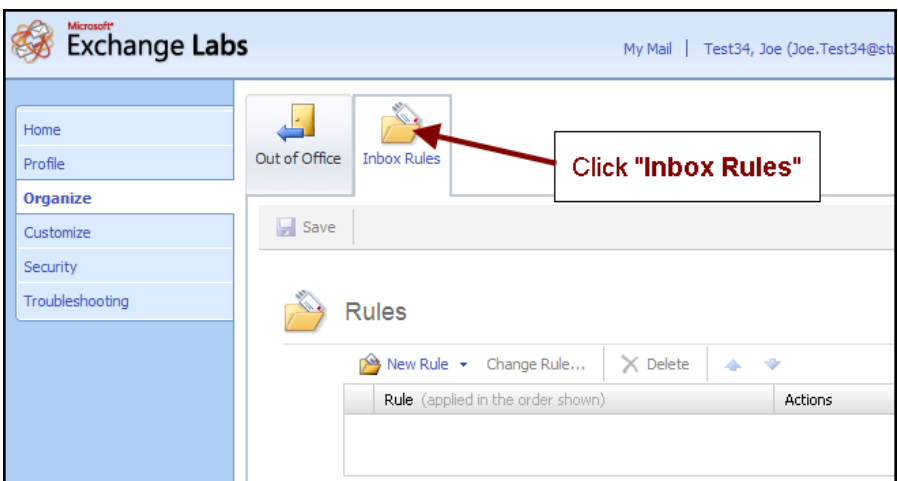 Microsoft
Exchange Labs
My Mail | Test34, Joe (Joe.Test34@stu
Home
Profile
Organize
Customize
Security
Troubleshooting
Out of Office
Inbox Rules
Click "Inbox Rules"
Save
Rules
New Rule Change Rule... Delete
Rule (applied in the order shown) Actions